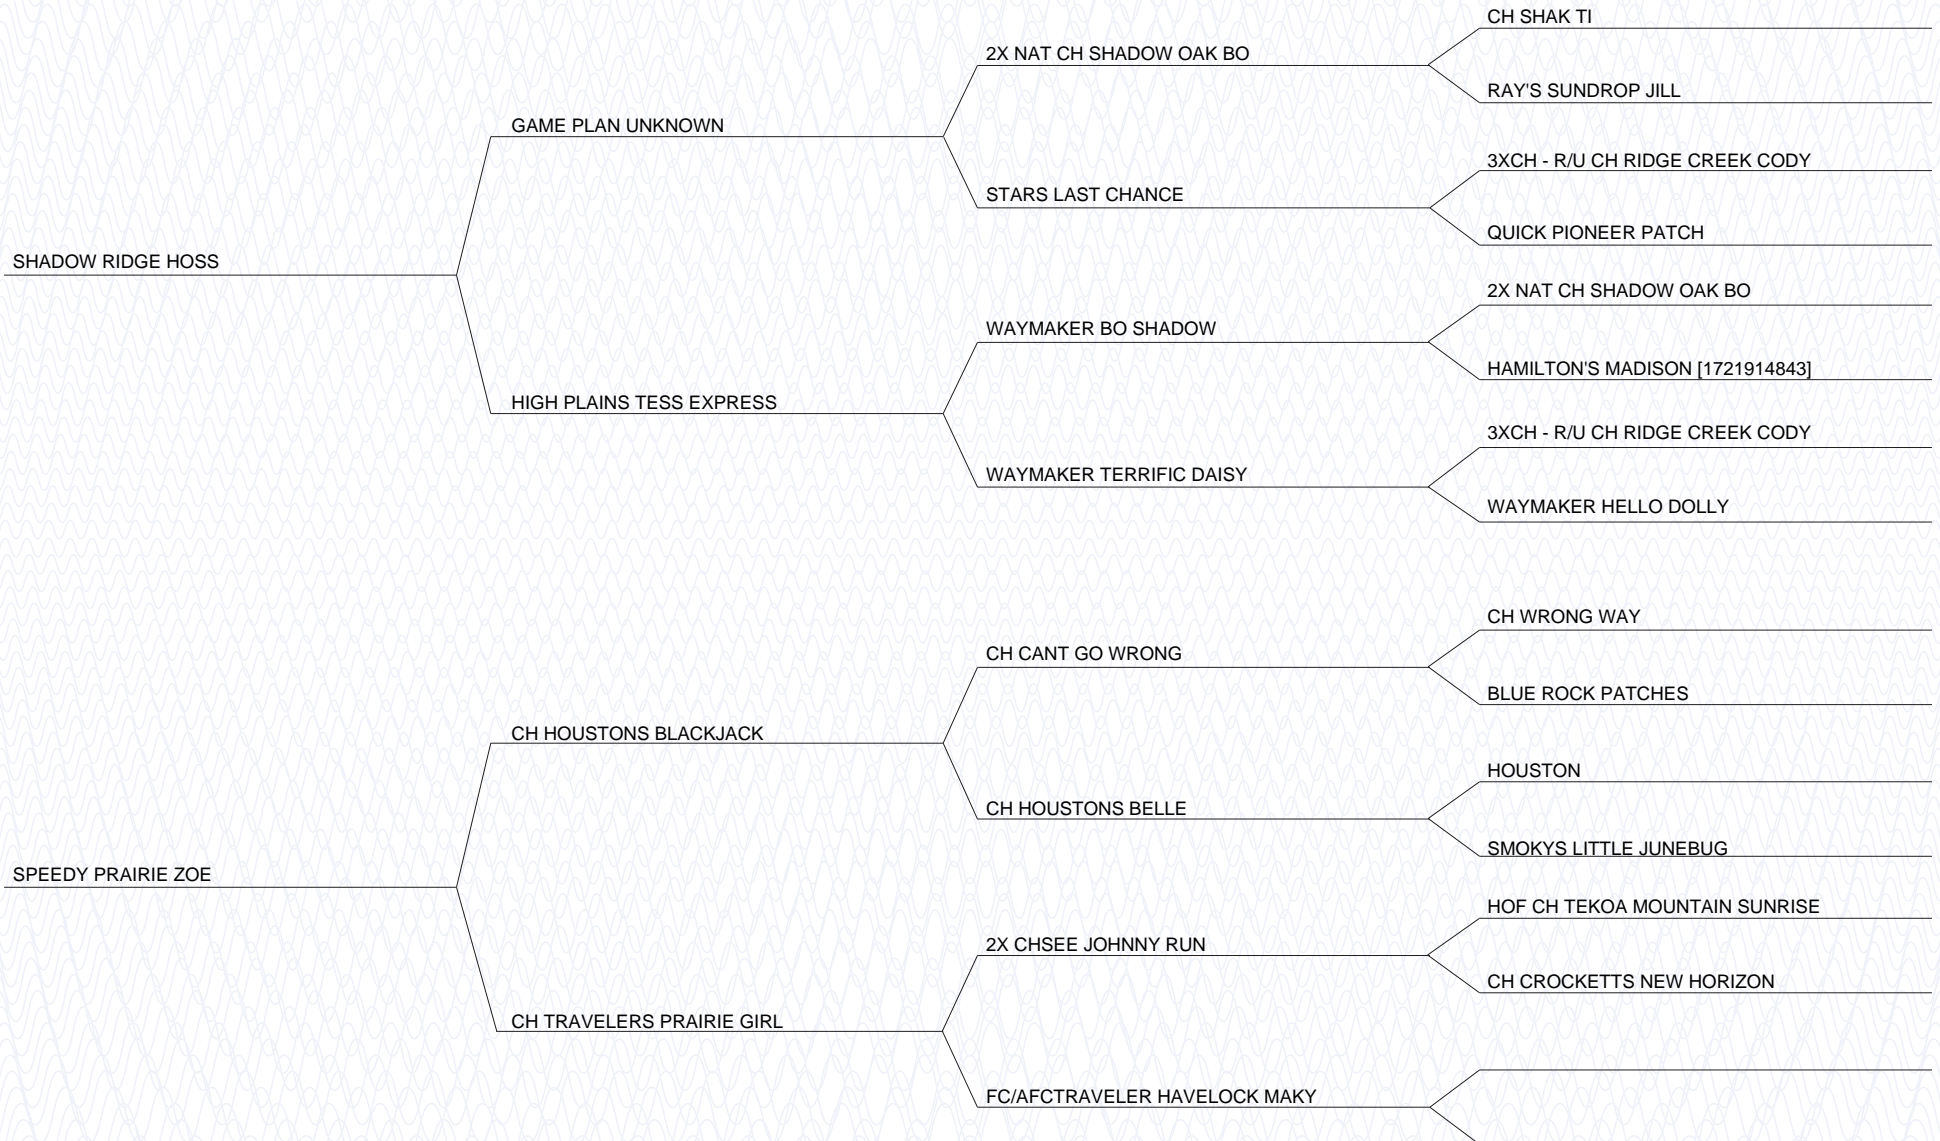 CH SHAK TI
2X NAT CH SHADOW OAK BO
RAY'S SUNDROP JILL
GAME PLAN UNKNOWN
3XCH - R/U CH RIDGE CREEK CODY
STARS LAST CHANCE
QUICK PIONEER PATCH
SHADOW RIDGE HOSS
2X NAT CH SHADOW OAK BO
WAYMAKER BO SHADOW
HAMILTON'S MADISON [1721914843]
HIGH PLAINS TESS EXPRESS
3XCH - R/U CH RIDGE CREEK CODY
WAYMAKER TERRIFIC DAISY
WAYMAKER HELLO DOLLY
CH WRONG WAY
CH CANT GO WRONG
BLUE ROCK PATCHES
CH HOUSTONS BLACKJACK
HOUSTON
CH HOUSTONS BELLE
SMOKYS LITTLE JUNEBUG
SPEEDY PRAIRIE ZOE
HOF CH TEKOA MOUNTAIN SUNRISE
2X CHSEE JOHNNY RUN
CH CROCKETTS NEW HORIZON
CH TRAVELERS PRAIRIE GIRL
FC/AFCTRAVELER HAVELOCK MAKY